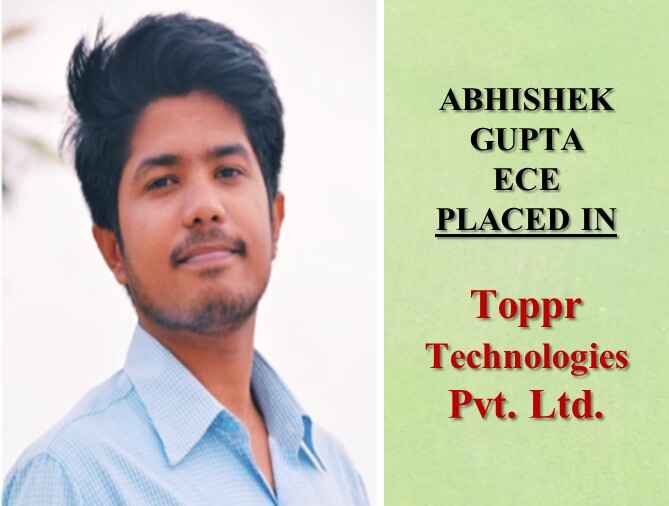 ABHISHEK
GUPTA
ECE
PLACED IN
Toppr
Technologies
Pvt. Ltd.